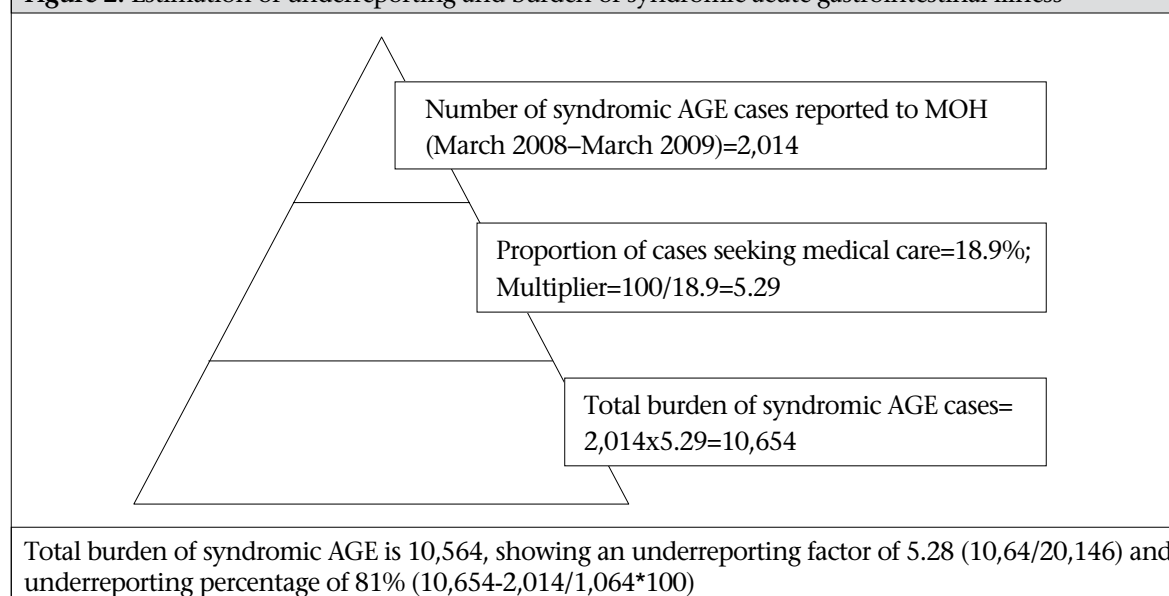 Figure 2. Estimation of underreporting and burden of syndromic acute gastrointestinal illness
Number of syndromic AGE cases reported to MOH
(March 2008–March 2009)=2,014
Proportion of cases seeking medical care=18.9%;
Multiplier=100/18.9=5.29
Total burden of syndromic AGE cases=
2,014x5.29=10,654
Total burden of syndromic AGE is 10,564, showing an underreporting factor of 5.28 (10,64/20,146) and
underreporting percentage of 81% (10,654-2,014/1,064*100)